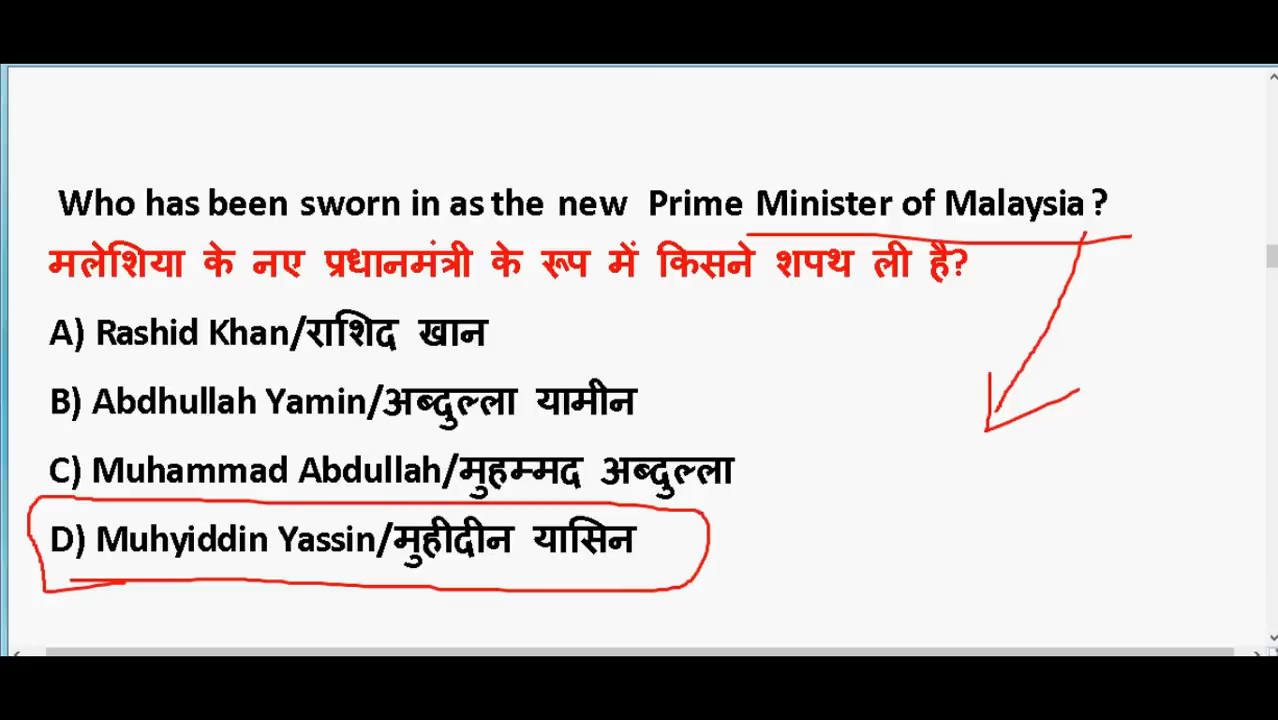 Who has been sworn in as the new Prime Minister of Malaysia?
मलेशिया के नए प्रधानमंत्री के रूप में किसने शपथ ली है?
A) Rashid Khan/राशिद खान
B) Abdhullah Yamin/अब्दुल्ला यामीन
C) Muhammad Abdullah/मुहम्मद अब्दुल्ला
D) Muhyiddin Yassin/मुहीदीन यासिन